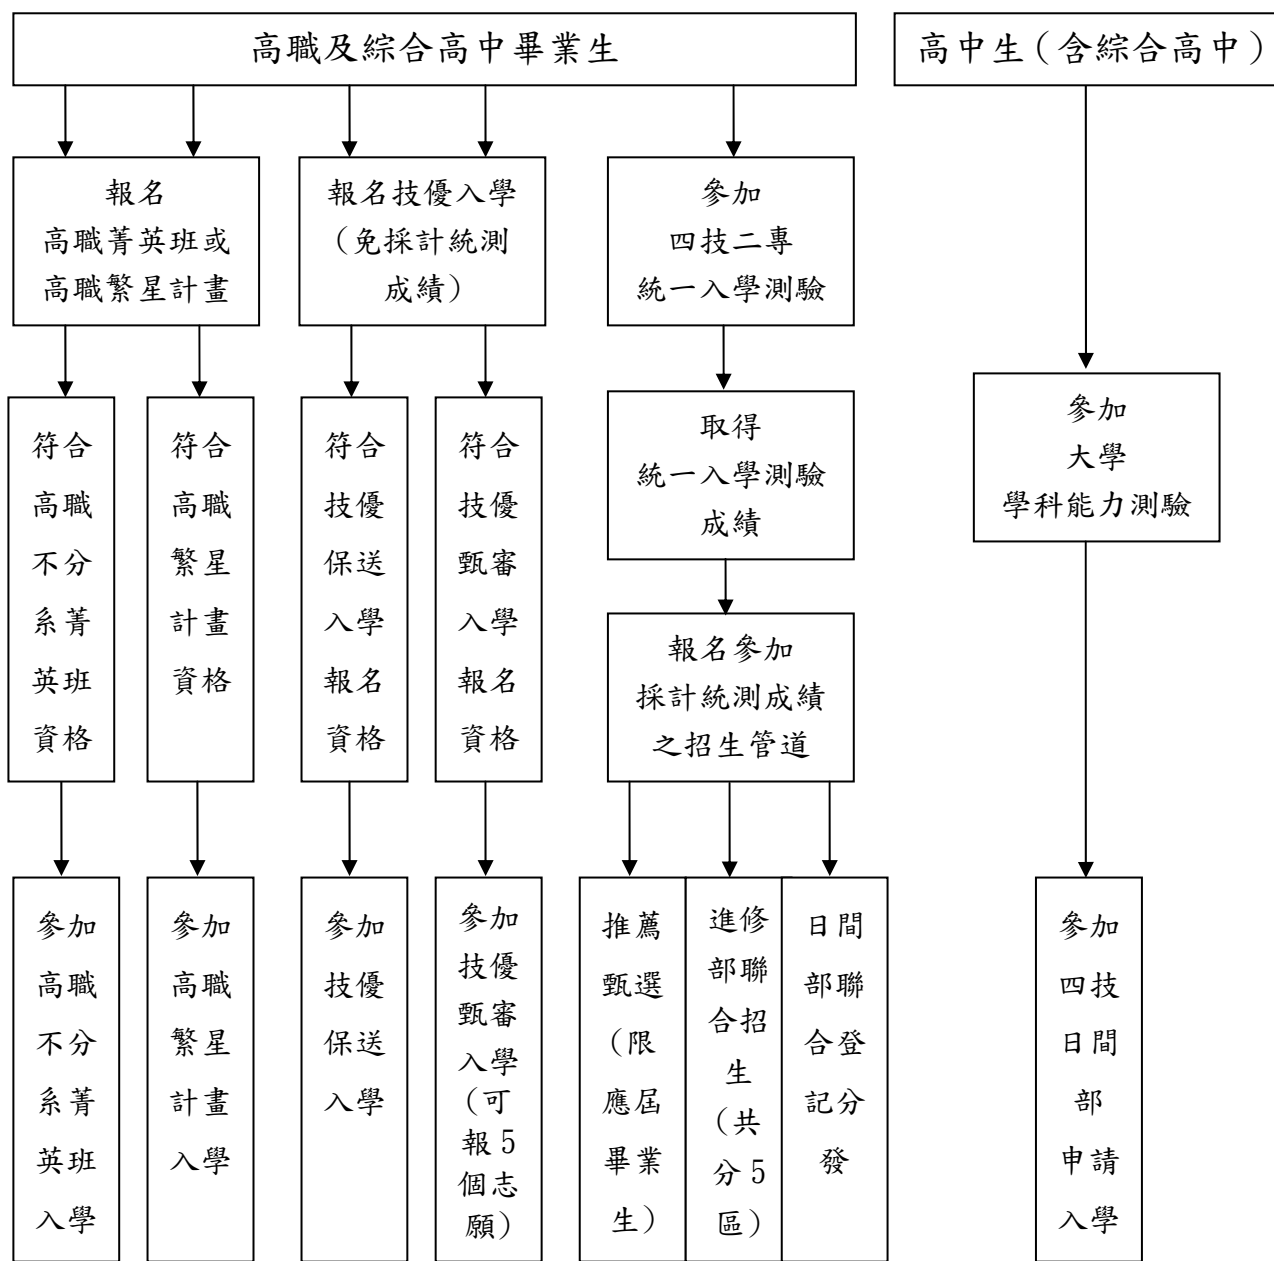 高職及綜合高中畢業生
高中生（含綜合高中）
報名
高職菁英班或
高職繁星計畫
報名技優入學
（免採計統測
成績）
參加
四技二專
統一入學測驗
符合
高職
不分
系菁
英班
資格
符合
高職
繁星
計畫
資格
符合
技優
保送
入學
報名
資格
符合
技優
甄審
入學
報名
資格
取得
統一入學測驗
成績
參加
大學
學科能力測驗
報名參加
採計統測成績
之招生管道
參加
高職
不分
系菁
英班
入學
參加
高職
繁星
計畫
入學
參加
技優
保送
入學
參加
技優
甄審
入學
（可
報5
個志
願）
推薦
甄選
（限
應屆
畢業
生）
進修
部聯
合招
生
（共
分5
區）
日間
部聯
合登
記分
發
參加
四技
日間
部
申請
入學